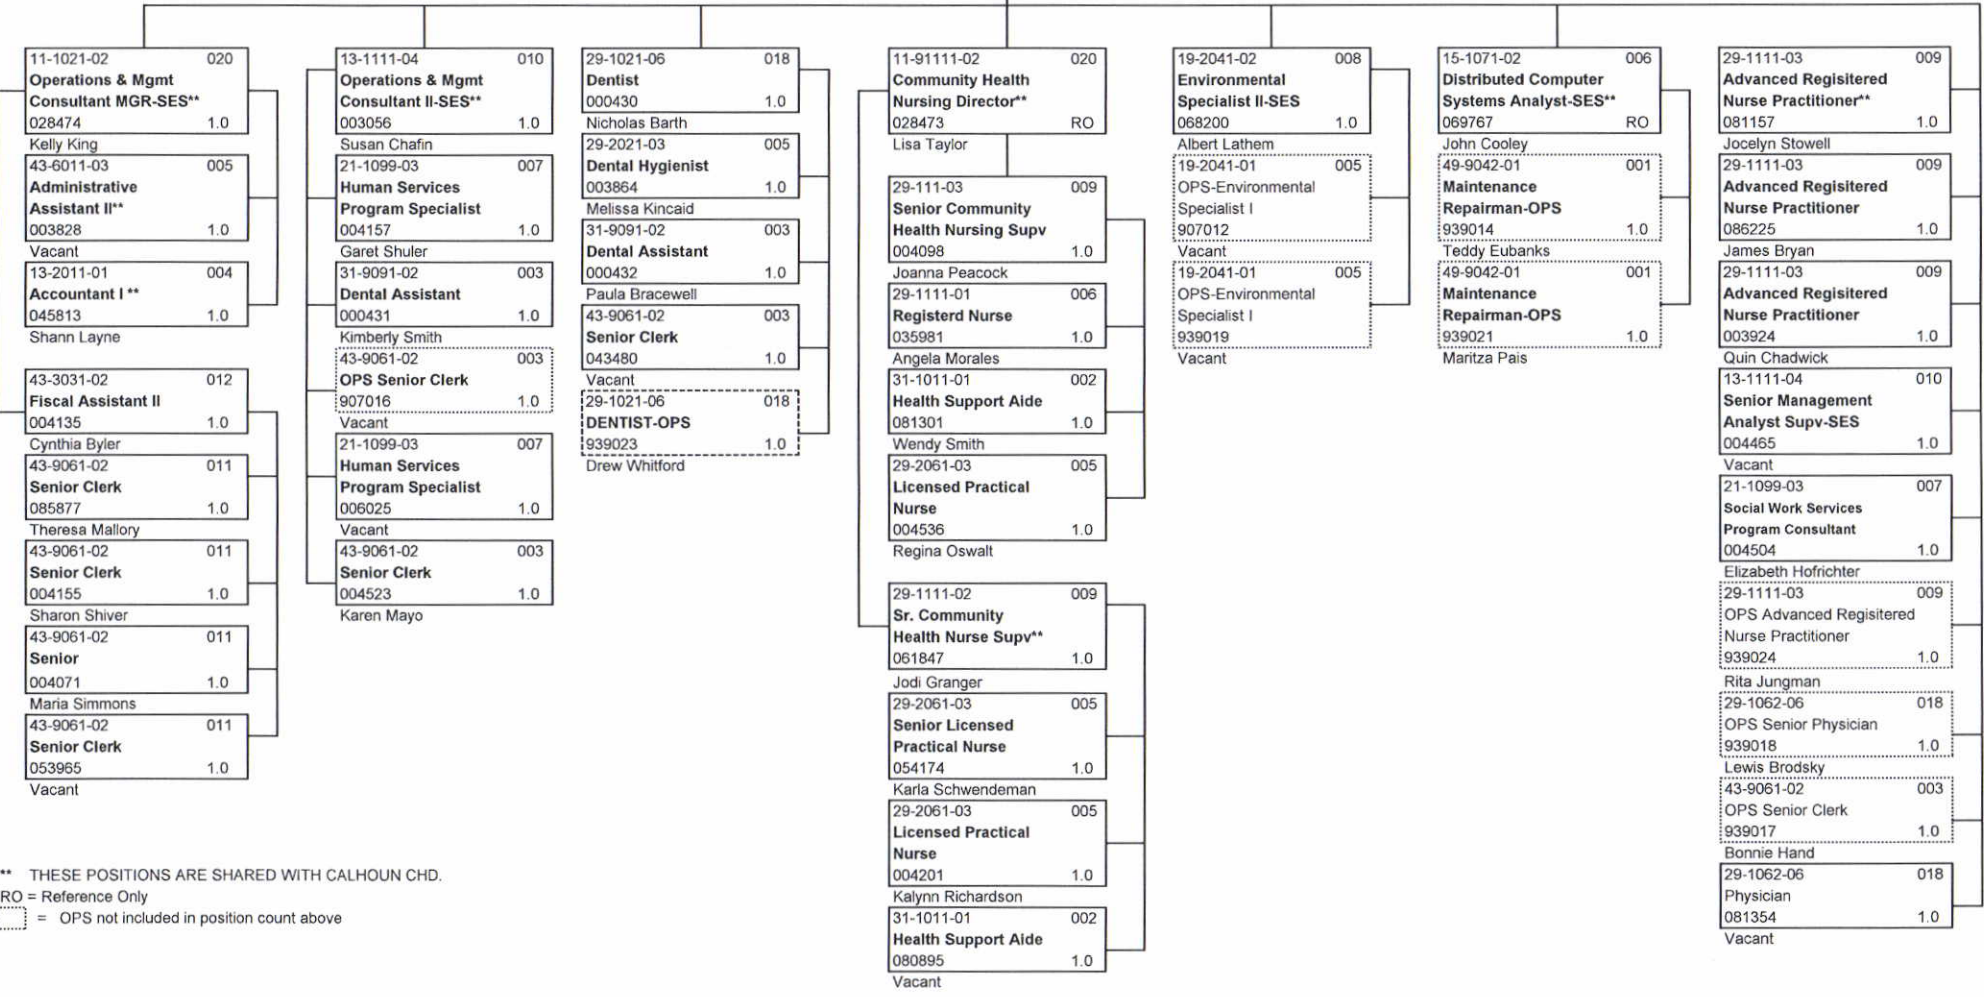 11-1021-02 020
Operations & Mgmt
Consultant MGR-SES**
028474 1.0
Kelly King
43-6011-03 005
Administrative
Assistant II**
003828 1.0
Vacant
13-2011-01 004
Accountant I **
045813 1.0
Shann Layne
43-3031-02 012
Fiscal Assistant II
004135 1.0
Cynthia Byler
43-9061-02 011
Senior Clerk
085877 1.0
Theresa Mallory
43-9061-02 011
Senior Clerk
004155 1.0
Sharon Shiver
43-9061-02 011
Senior
004071 1.0
Maria Simmons
43-9061-02 011
Senior Clerk
053965 1.0
Vacant
13-1111-04 010
Operations & Mgmt
Consultant II-SES**
003056 1.0
Susan Chafin
21-1099-03 007
Human Services
Program Specialist
004157 1.0
Garet Shuler
31-9091-02 003
Dental Assistant
000431 1.0
Kimberly Smith
43-9061-02 003
OPS Senior Clerk
907016 1.0
Vacant
21-1099-03 007
Human Services
Program Specialist
006025 1.0
Vacant
43-9061-02 003
Senior Clerk
004523 1.0
Karen Mayo
29-1021-06 018
Dentist
000430 1.0
Nicholas Barth
29-2021-03 005
Dental Hygienist
003864 1.0
Melissa Kincaid
31-9091-02 003
Dental Assistant
000432 1.0
Paula Bracewell
43-9061-02 003
Senior Clerk
043480 1.0
Vacant
29-1021-06 018
DENTIST-OPS
939023 1.0
Drew Whitford
11-91111-02 020
Community Health
Nursing Director**
028473 RO
Lisa Taylor
29-111-03 009
Senior Community
Health Nursing Supv
004098 1.0
Joanna Peacock
29-1111-01 006
Registerd Nurse
035981 1.0
Angela Morales
31-1011-01 002
Health Support Aide
081301 1.0
Wendy Smith
29-2061-03 005
Licensed Practical
Nurse
004536 1.0
Regina Oswalt
29-1111-02 009
Sr. Community
Health Nurse Supv**
061847 1.0
Jodi Granger
29-2061-03 005
Senior Licensed
Practical Nurse
054174 1.0
Karla Schwendeman
29-2061-03 005
Licensed Practical
Nurse
004201 1.0
Kalynn Richardson
31-1011-01 002
Health Support Aide
080895 1.0
Vacant
19-2041-02 008
Environmental
Specialist II-SES
068200 1.0
Albert Lathem
19-2041-01 005
OPS-Environmental
Specialist I
907012
Vacant
19-2041-01 005
OPS-Environmental
Specialist I
939019
Vacant
15-1071-02 006
Distributed Computer
Systems Analyst-SES**
069767 RO
John Cooley
49-9042-01 001
Maintenance
Repairman-OPS
939014 1.0
Teddy Eubanks
49-9042-01 001
Maintenance
Repairman-OPS
939021 1.0
Maritza Pais
29-1111-03 009
Advanced Regisitered
Nurse Practitioner**
081157 1.0
Jocelyn Stowell
29-1111-03 009
Advanced Regisitered
Nurse Practitioner
086225 1.0
James Bryan
29-1111-03 009
Advanced Regisitered
Nurse Practitioner
003924 1.0
Quin Chadwick
13-1111-04 010
Senior Management
Analyst Supv-SES
004465 1.0
Vacant
21-1099-03 007
Social Work Services
Program Consultant
004504 1.0
Elizabeth Hofrichter
29-1111-03 009
OPS Advanced Regisitered
Nurse Practitioner
939024 1.0
Rita Jungman
29-1062-06 018
OPS Senior Physician
939018 1.0
Lewis Brodsky
43-9061-02 003
OPS Senior Clerk
939017 1.0
Bonnie Hand
29-1062-06 018
Physician
081354 1.0
Vacant
** THESE POSITIONS ARE SHARED WITH CALHOUN CHD.
RO = Reference Only
= OPS not included in position count above